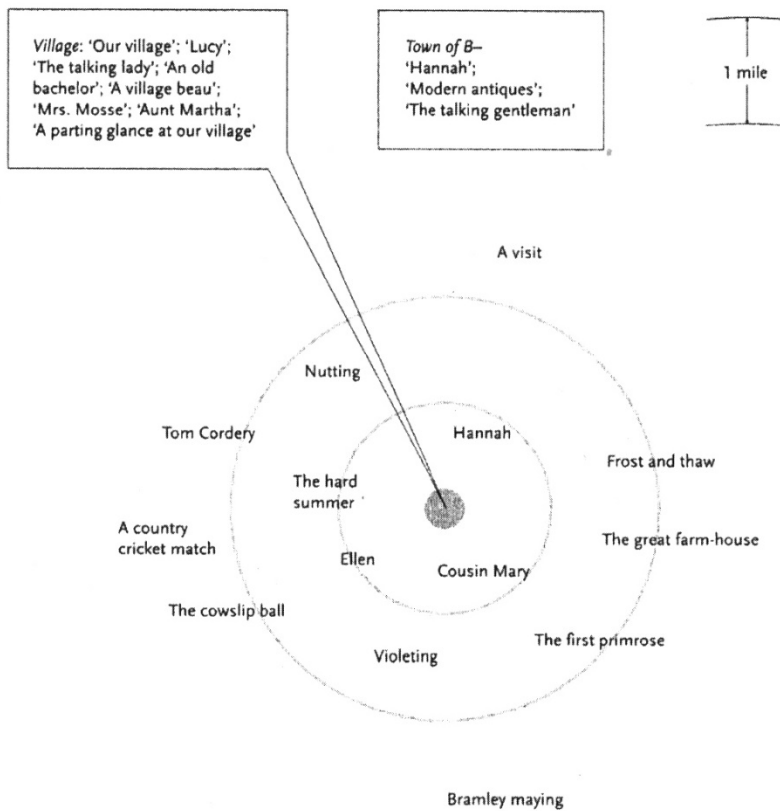 Village: ‘Our village’; ‘Lucy’;
‘The talking lady’; ‘An old
bachelor’; ‘A village beau’;
‘Mrs. Mosse’; ‘Aunt Martha’;
‘A parting glance at our village’
Town of B–
‘Hannah’;
‘Modern antiques’;
‘The talking gentleman’
1 mile
A visit
Nutting
Tom Cordery
Hannah
Frost and thaw
The hard
summer
A country
cricket match
The great farm-house
Ellen
Cousin Mary
The cowslip ball
The first primrose
Violeting
Bramley maying